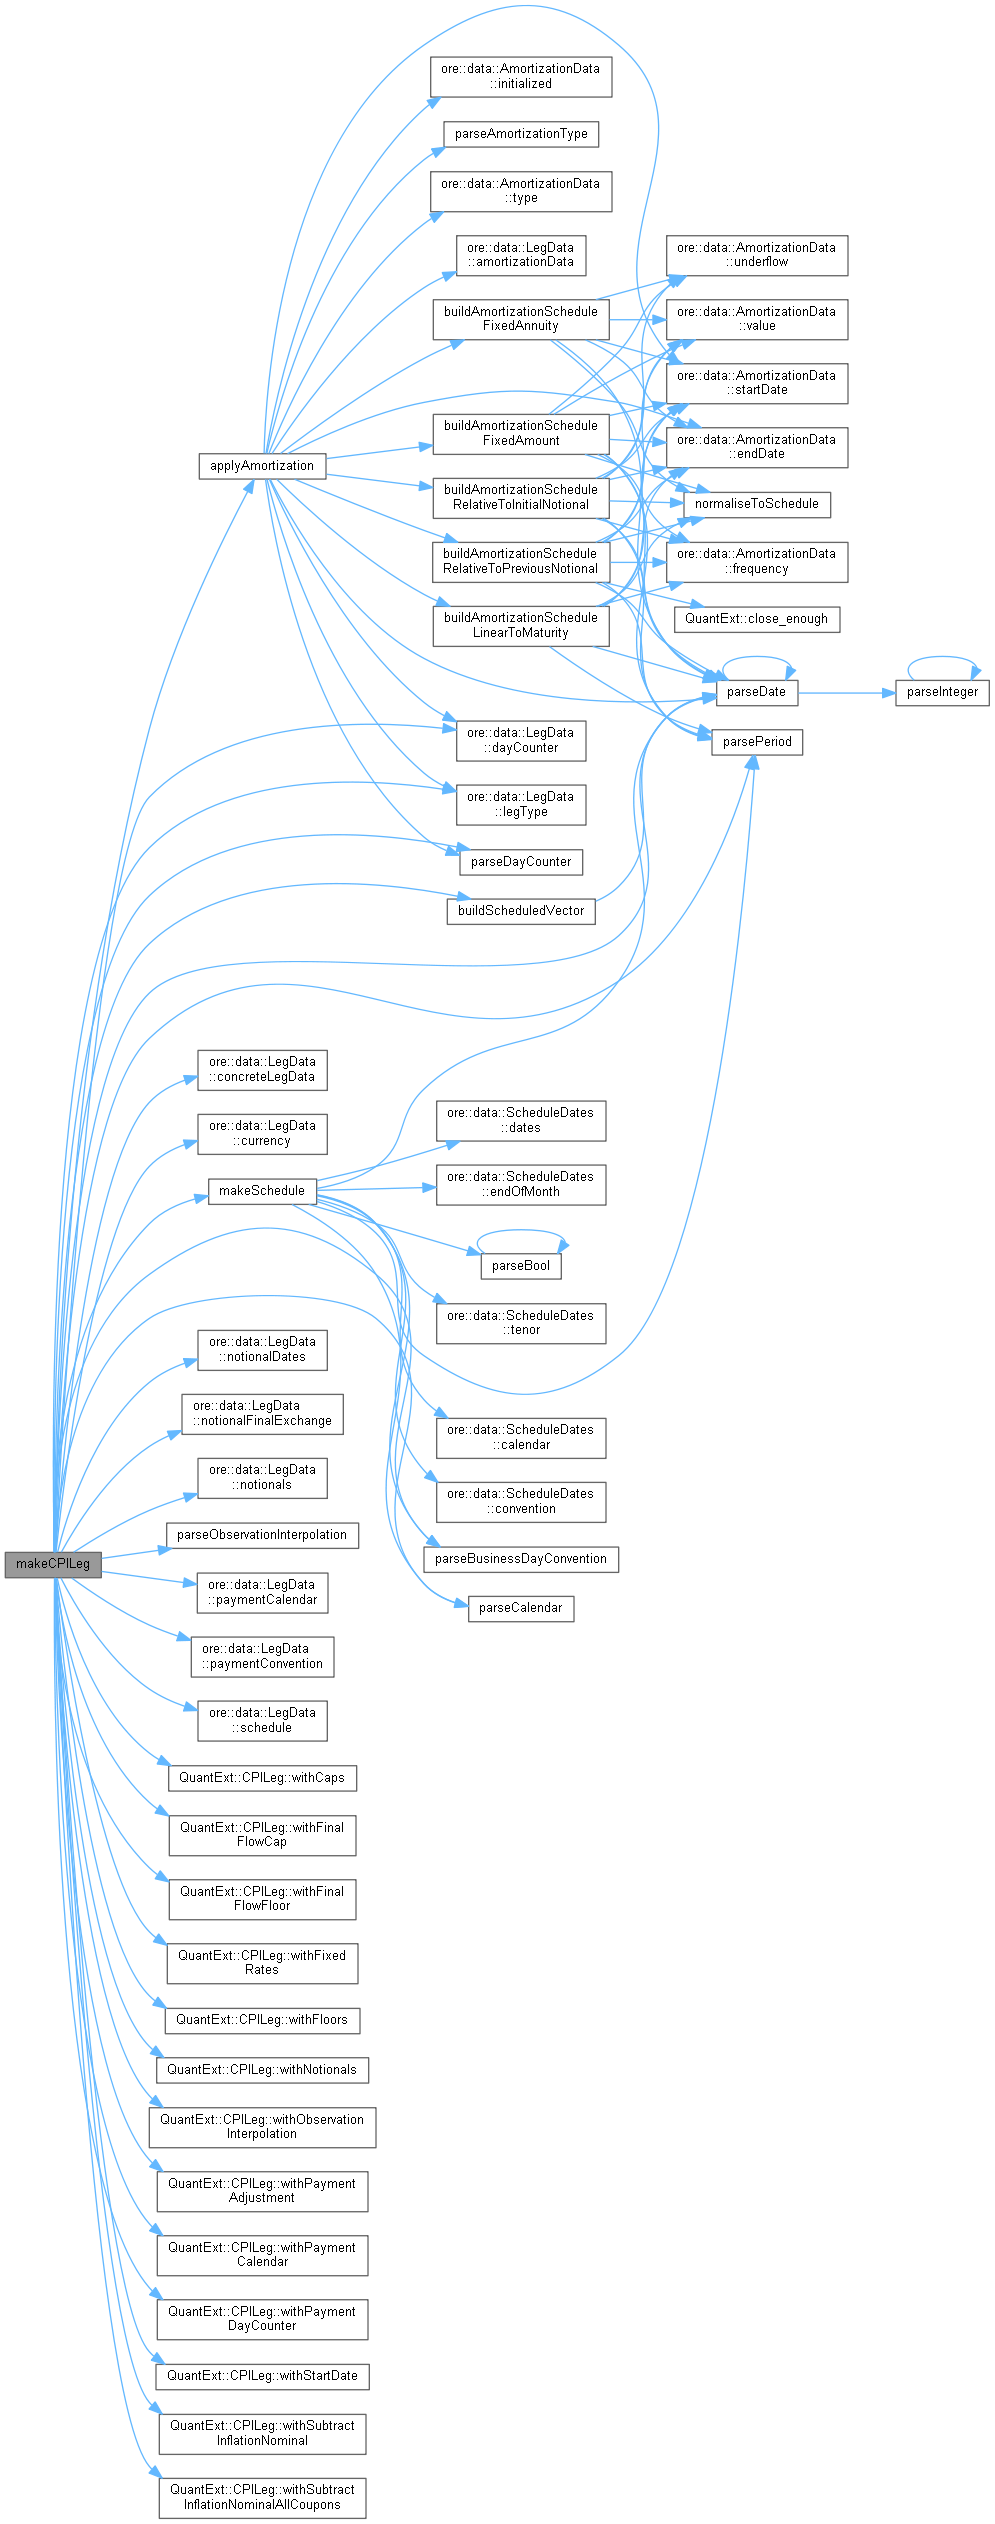 ore::data::AmortizationData
::initialized
parseAmortizationType
ore::data::AmortizationData
::type
ore::data::LegData
::amortizationData
ore::data::AmortizationData
::underflow
buildAmortizationSchedule
FixedAnnuity
ore::data::AmortizationData
::value
ore::data::AmortizationData
::startDate
buildAmortizationSchedule
FixedAmount
ore::data::AmortizationData
::endDate
applyAmortization
buildAmortizationSchedule
RelativeToInitialNotional
normaliseToSchedule
buildAmortizationSchedule
RelativeToPreviousNotional
ore::data::AmortizationData
::frequency
buildAmortizationSchedule
LinearToMaturity
QuantExt::close_enough
parseDate
parseInteger
ore::data::LegData
::dayCounter
parsePeriod
ore::data::LegData
::legType
parseDayCounter
buildScheduledVector
ore::data::LegData
::concreteLegData
ore::data::LegData
::currency
ore::data::ScheduleDates
::dates
makeSchedule
ore::data::ScheduleDates
::endOfMonth
parseBool
ore::data::ScheduleDates
::tenor
ore::data::LegData
::notionalDates
ore::data::LegData
::notionalFinalExchange
ore::data::ScheduleDates
::calendar
ore::data::LegData
::notionals
ore::data::ScheduleDates
::convention
parseObservationInterpolation
makeCPILeg
parseBusinessDayConvention
ore::data::LegData
::paymentCalendar
parseCalendar
ore::data::LegData
::paymentConvention
ore::data::LegData
::schedule
QuantExt::CPILeg::withCaps
QuantExt::CPILeg::withFinal
FlowCap
QuantExt::CPILeg::withFinal
FlowFloor
QuantExt::CPILeg::withFixed
Rates
QuantExt::CPILeg::withFloors
QuantExt::CPILeg::withNotionals
QuantExt::CPILeg::withObservation
Interpolation
QuantExt::CPILeg::withPayment
Adjustment
QuantExt::CPILeg::withPayment
Calendar
QuantExt::CPILeg::withPayment
DayCounter
QuantExt::CPILeg::withStartDate
QuantExt::CPILeg::withSubtract
InflationNominal
QuantExt::CPILeg::withSubtract
InflationNominalAllCoupons